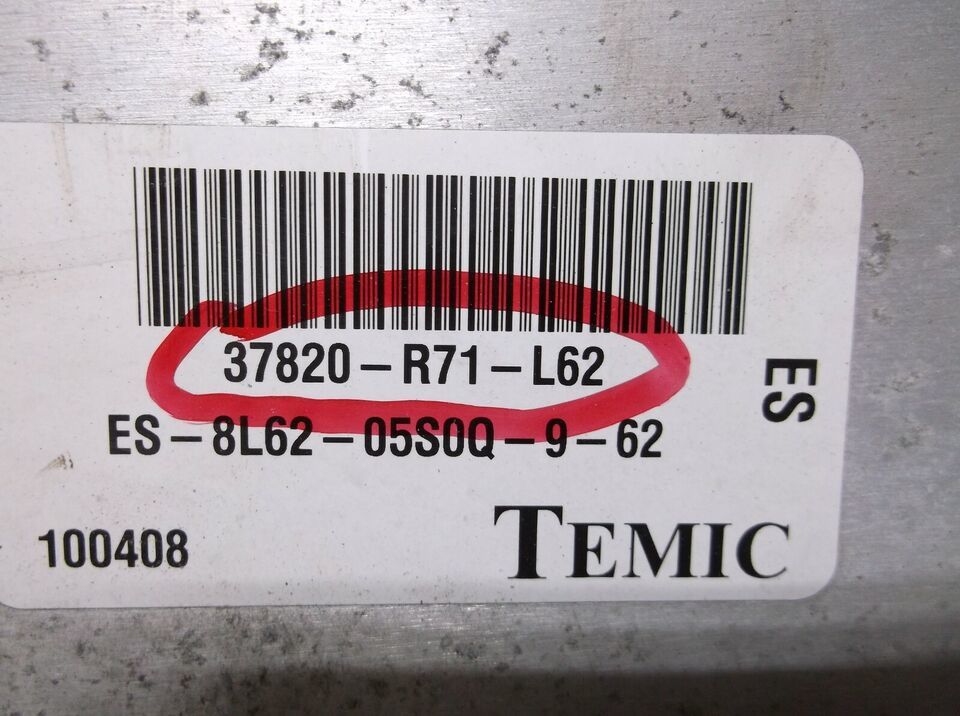 37820-R71-L62
ES-8L62-05S0Q-9-62
ES
100408
TEMIC